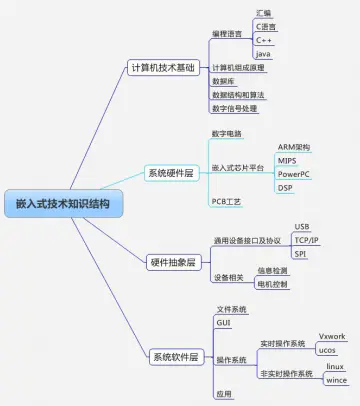 嵌入式技术知识结构
计算机技术基础
编程语言
汇编
C语言
C++
java
计算机组成原理
数据库
数据结构和算法
数字信号处理
系统硬件层
数字电路
嵌入式芯片平台
ARM架构
MIPS
PowerPC
DSP
PCB工艺
硬件抽象层
通用设备接口及协议
USB
TCP/IP
SPI
设备相关
信息检测
电机控制
系统软件层
文件系统
GUI
操作系统
实时操作系统
Vxwork
ucos
非实时操作系统
linux
wince
应用